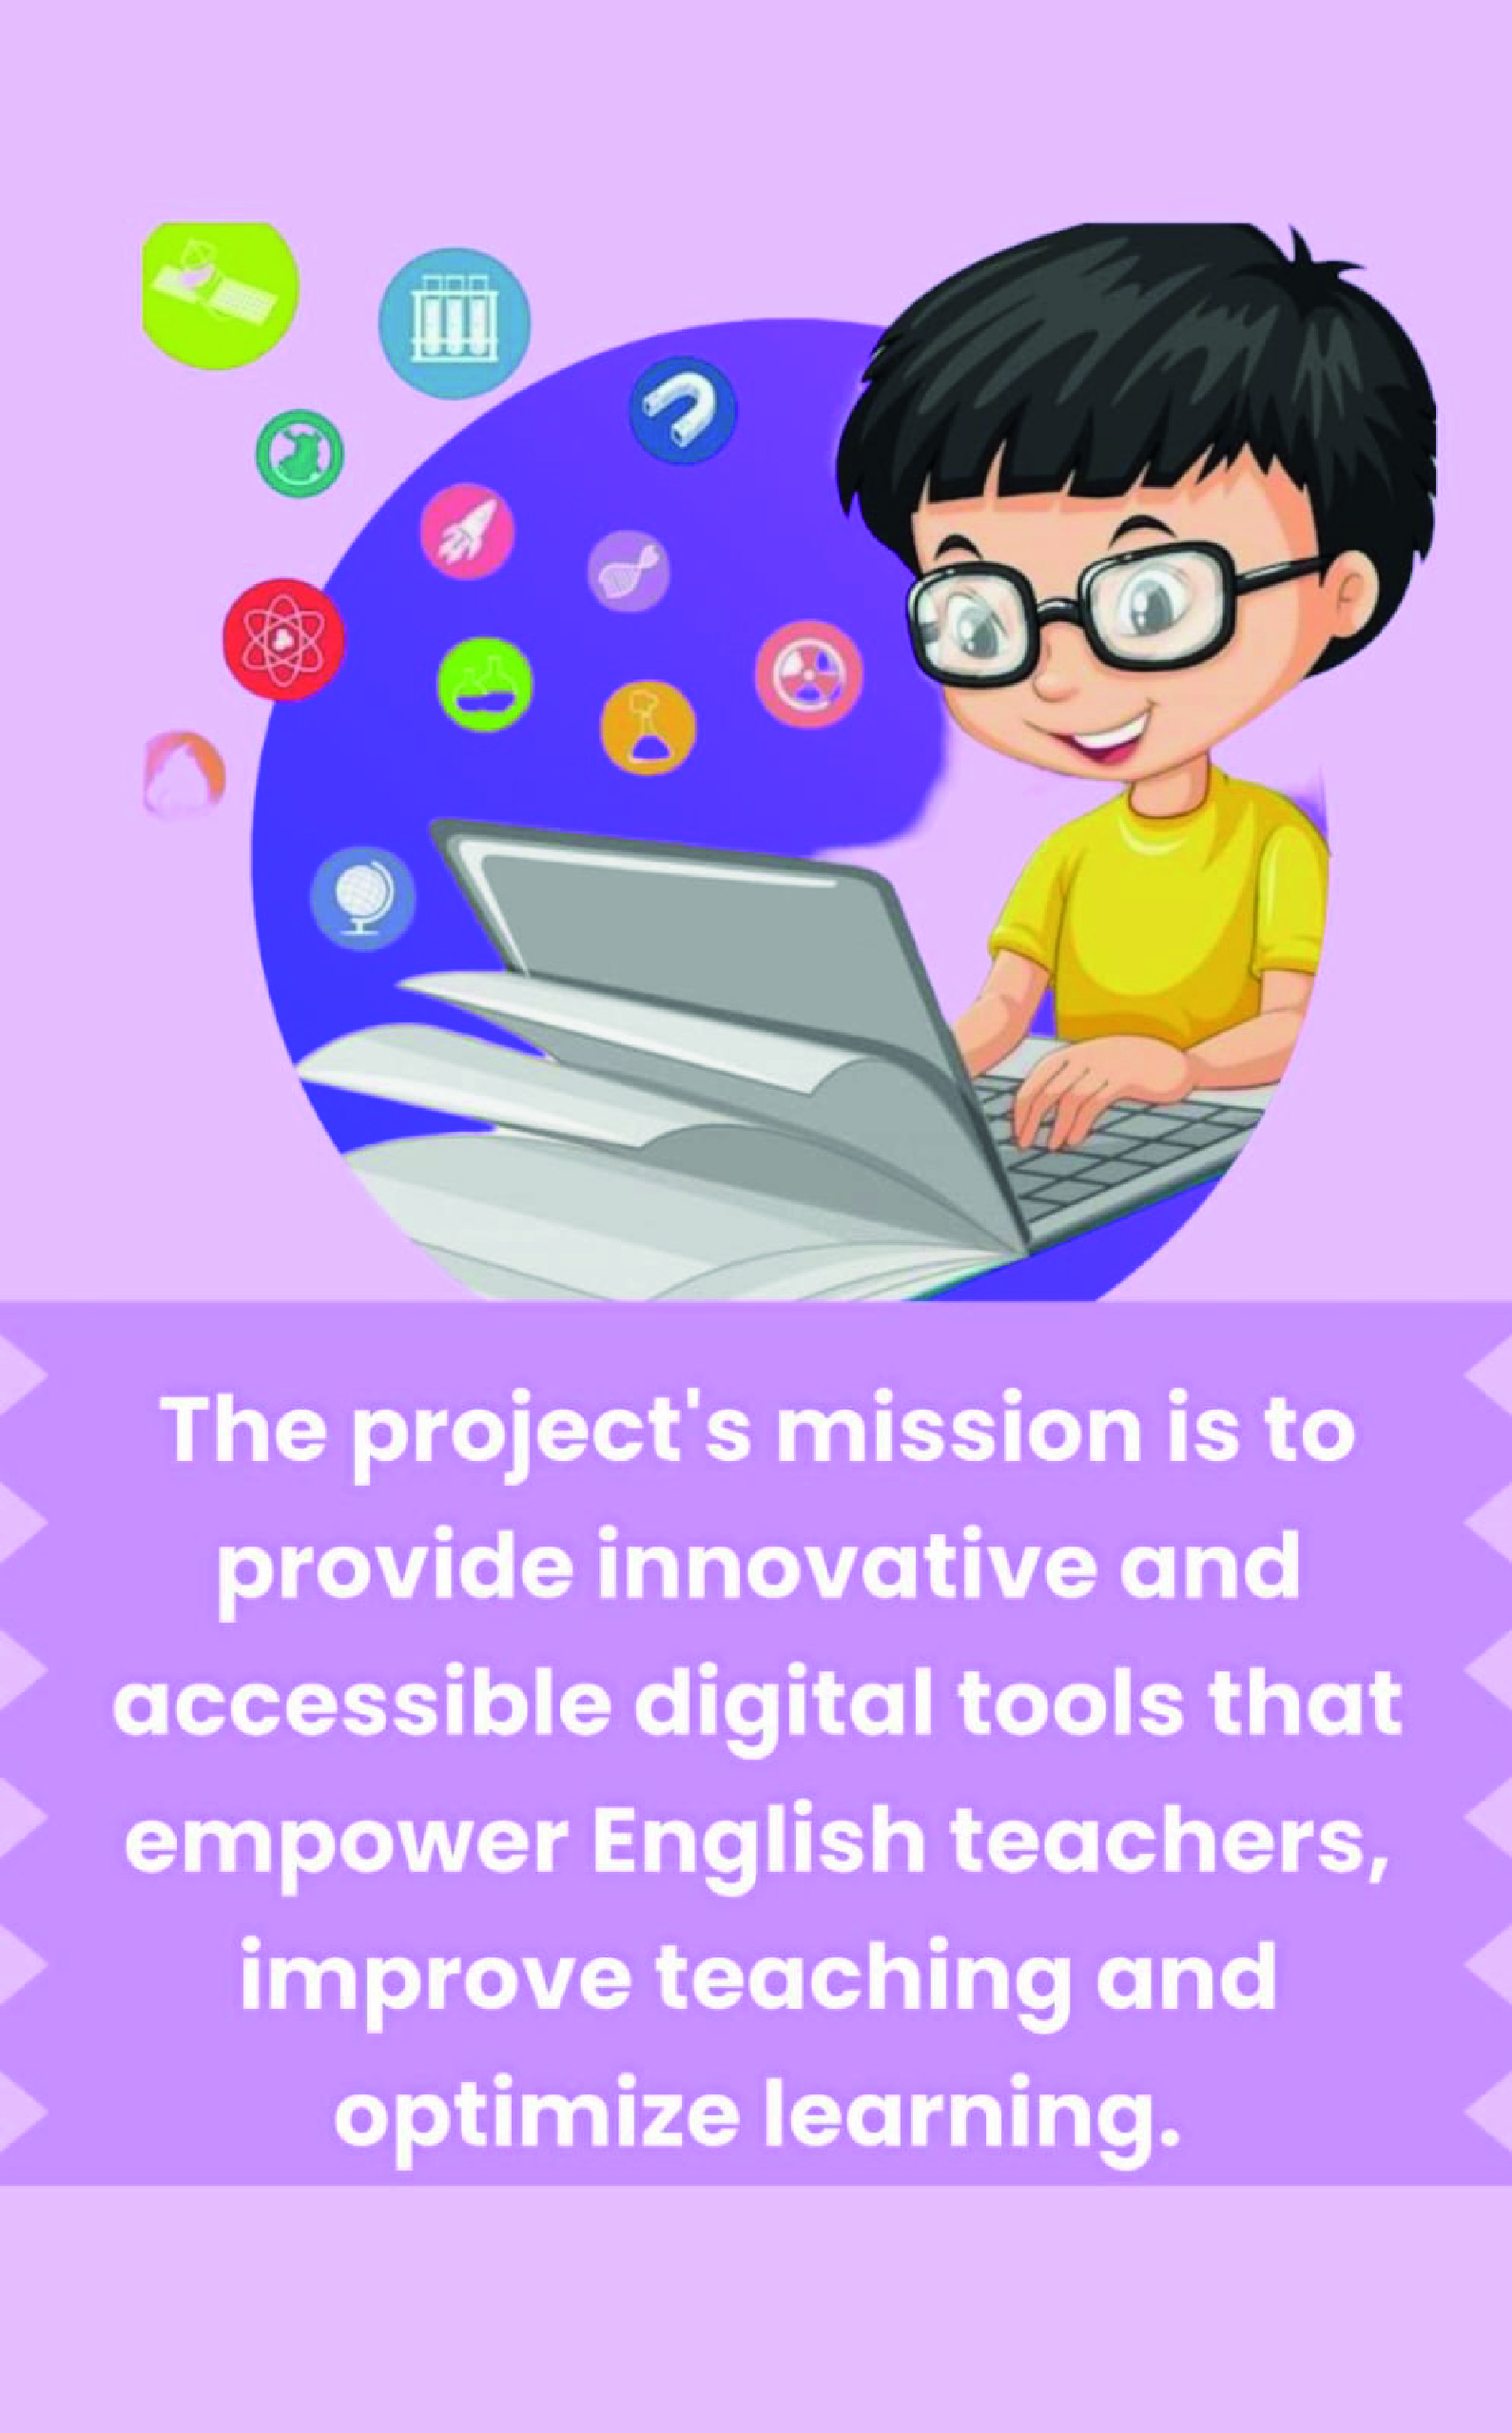 The project's mission is to
provide innovative and
accessible digital tools that
empower English teachers,
improve teaching and
optimize learning.